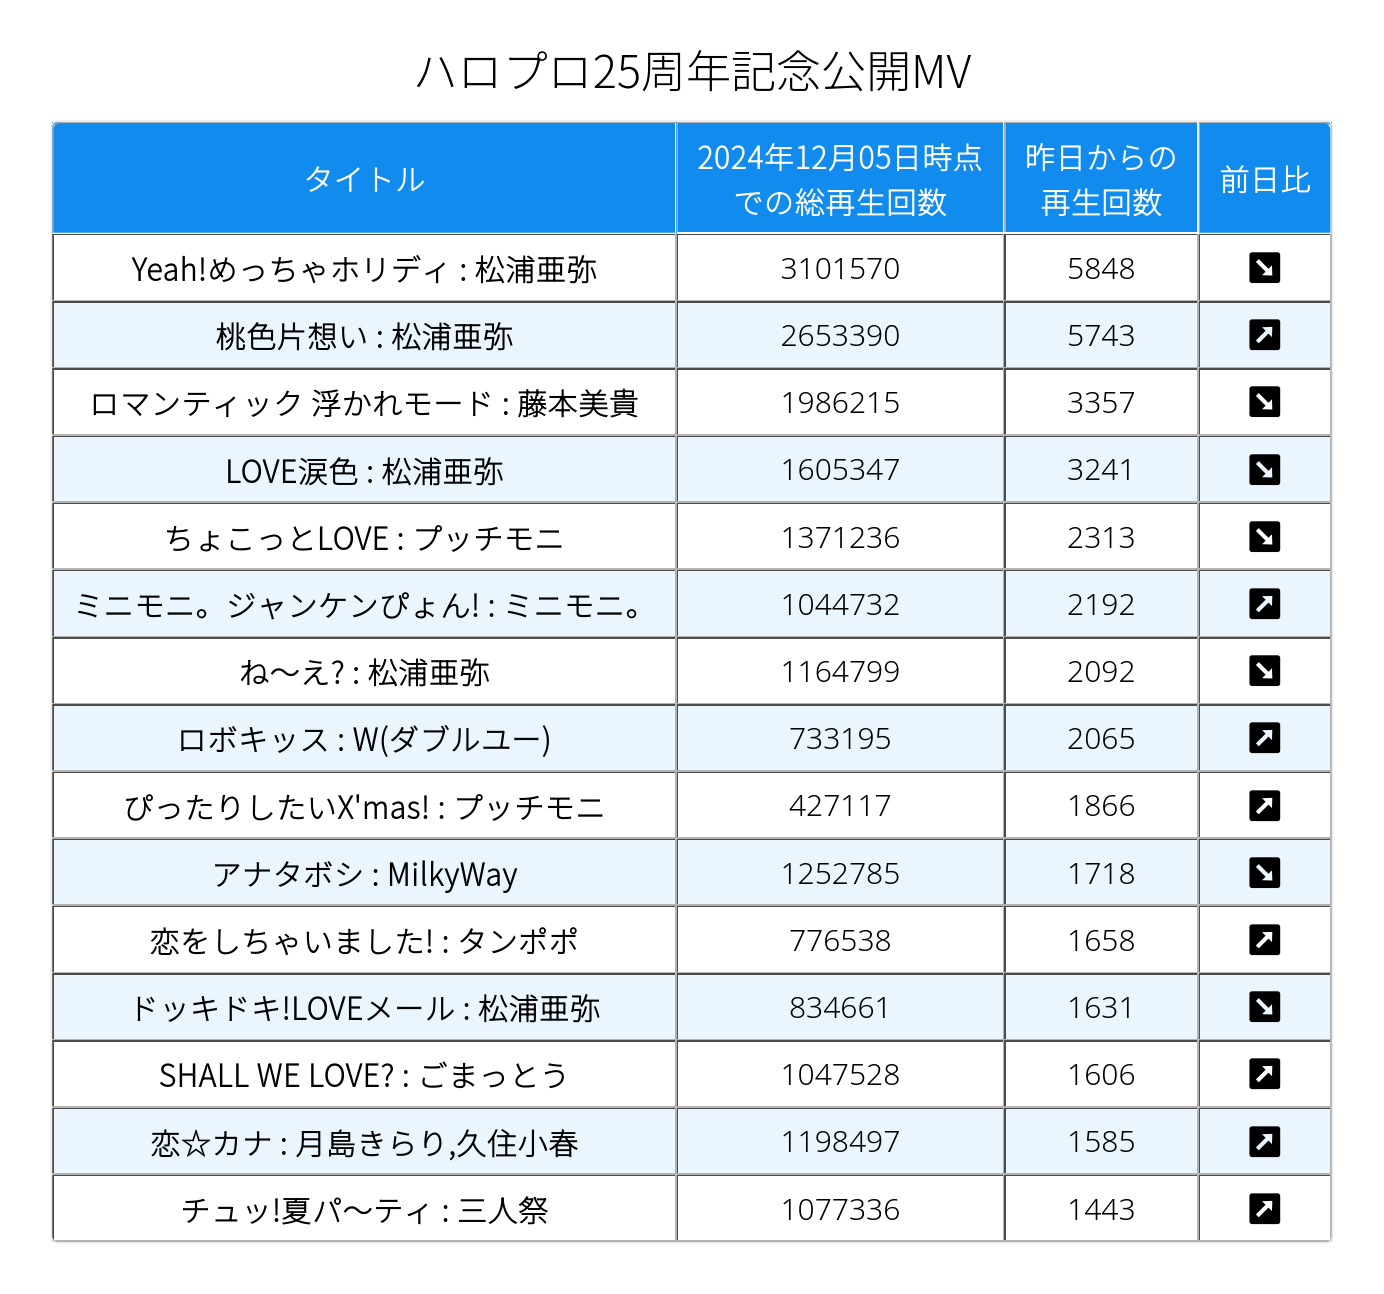 ハロプロ25周年記念公開MV
タイトル
2024年12月05日時点
での総再生回数
昨日からの
再生回数
前日比
Yeah!めっちゃホリディ : 松浦亜弥 3101570 5848 ↘
桃色片想い : 松浦亜弥 2653390 5743 ↗
ロマンティック 浮かれモード : 藤本美貴 1986215 3357 ↘
LOVE涙色 : 松浦亜弥 1605347 3241 ↘
ちょこっとLOVE : プッチモニ 1371236 2313 ↘
ミニモニ。ジャンケンぴょん! : ミニモニ。 1044732 2192 ↗
ね～え? : 松浦亜弥 1164799 2092 ↘
ロボキッス : W(ダブルユー) 733195 2065 ↗
ぴったりしたいX'mas! : プッチモニ 427117 1866 ↗
アナタボシ : MilkyWay 1252785 1718 ↘
恋をしちゃいました! : タンポポ 776538 1658 ↗
ドッキドキ!LOVEメール : 松浦亜弥 834661 1631 ↘
SHALL WE LOVE? : ごまっとう 1047528 1606 ↗
恋☆カナ : 月島きらり,久住小春 1198497 1585 ↗
チュッ!夏パ～ティ : 三人祭 1077336 1443 ↗